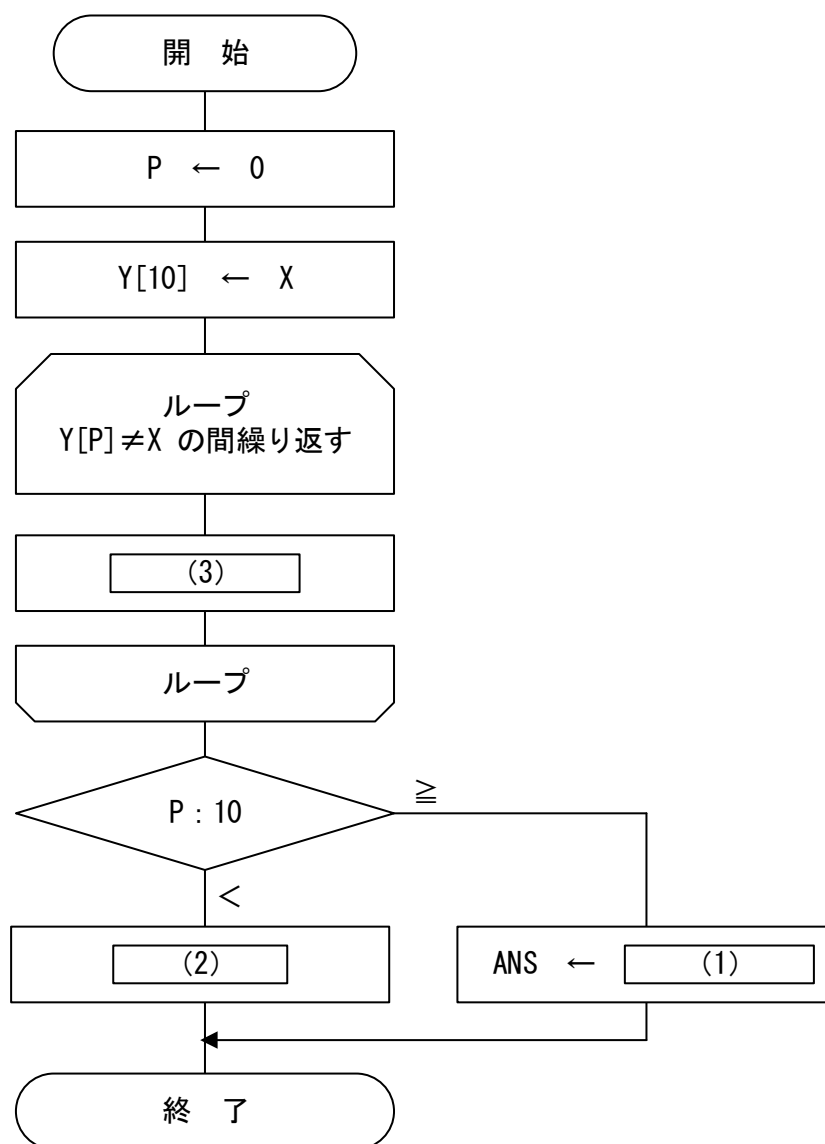 開 始
P ← 0
Y[10] ← X
ループ
Y[P]≠X の間繰り返す
(3)
ループ
P : 10
≧
<
(2)
ANS ← (1)
終 了